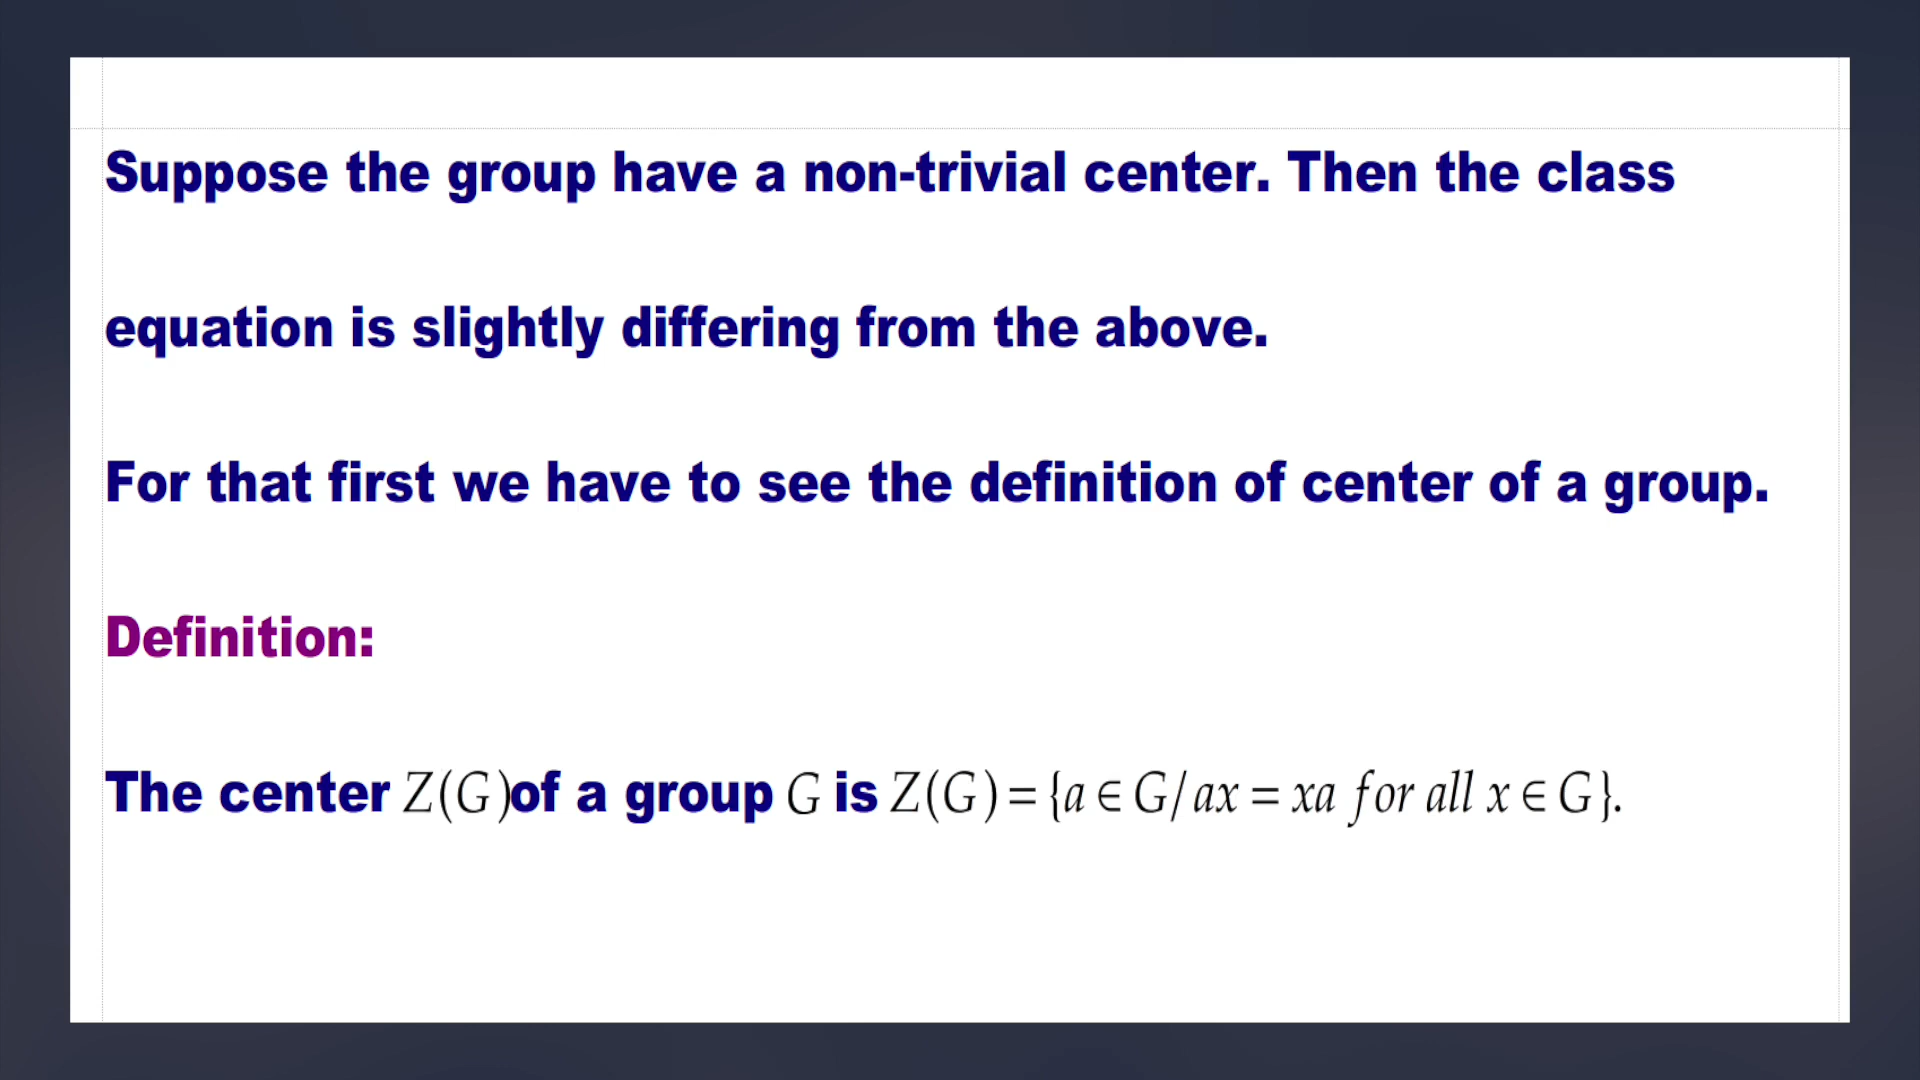 Suppose the group have a non-trivial center. Then the class
equation is slightly differing from the above.
For that first we have to see the definition of center of a group.
Definition:
The center Z(G)of a group G is Z(G) = {a ∈ G/ ax = xa for all x ∈ G}.